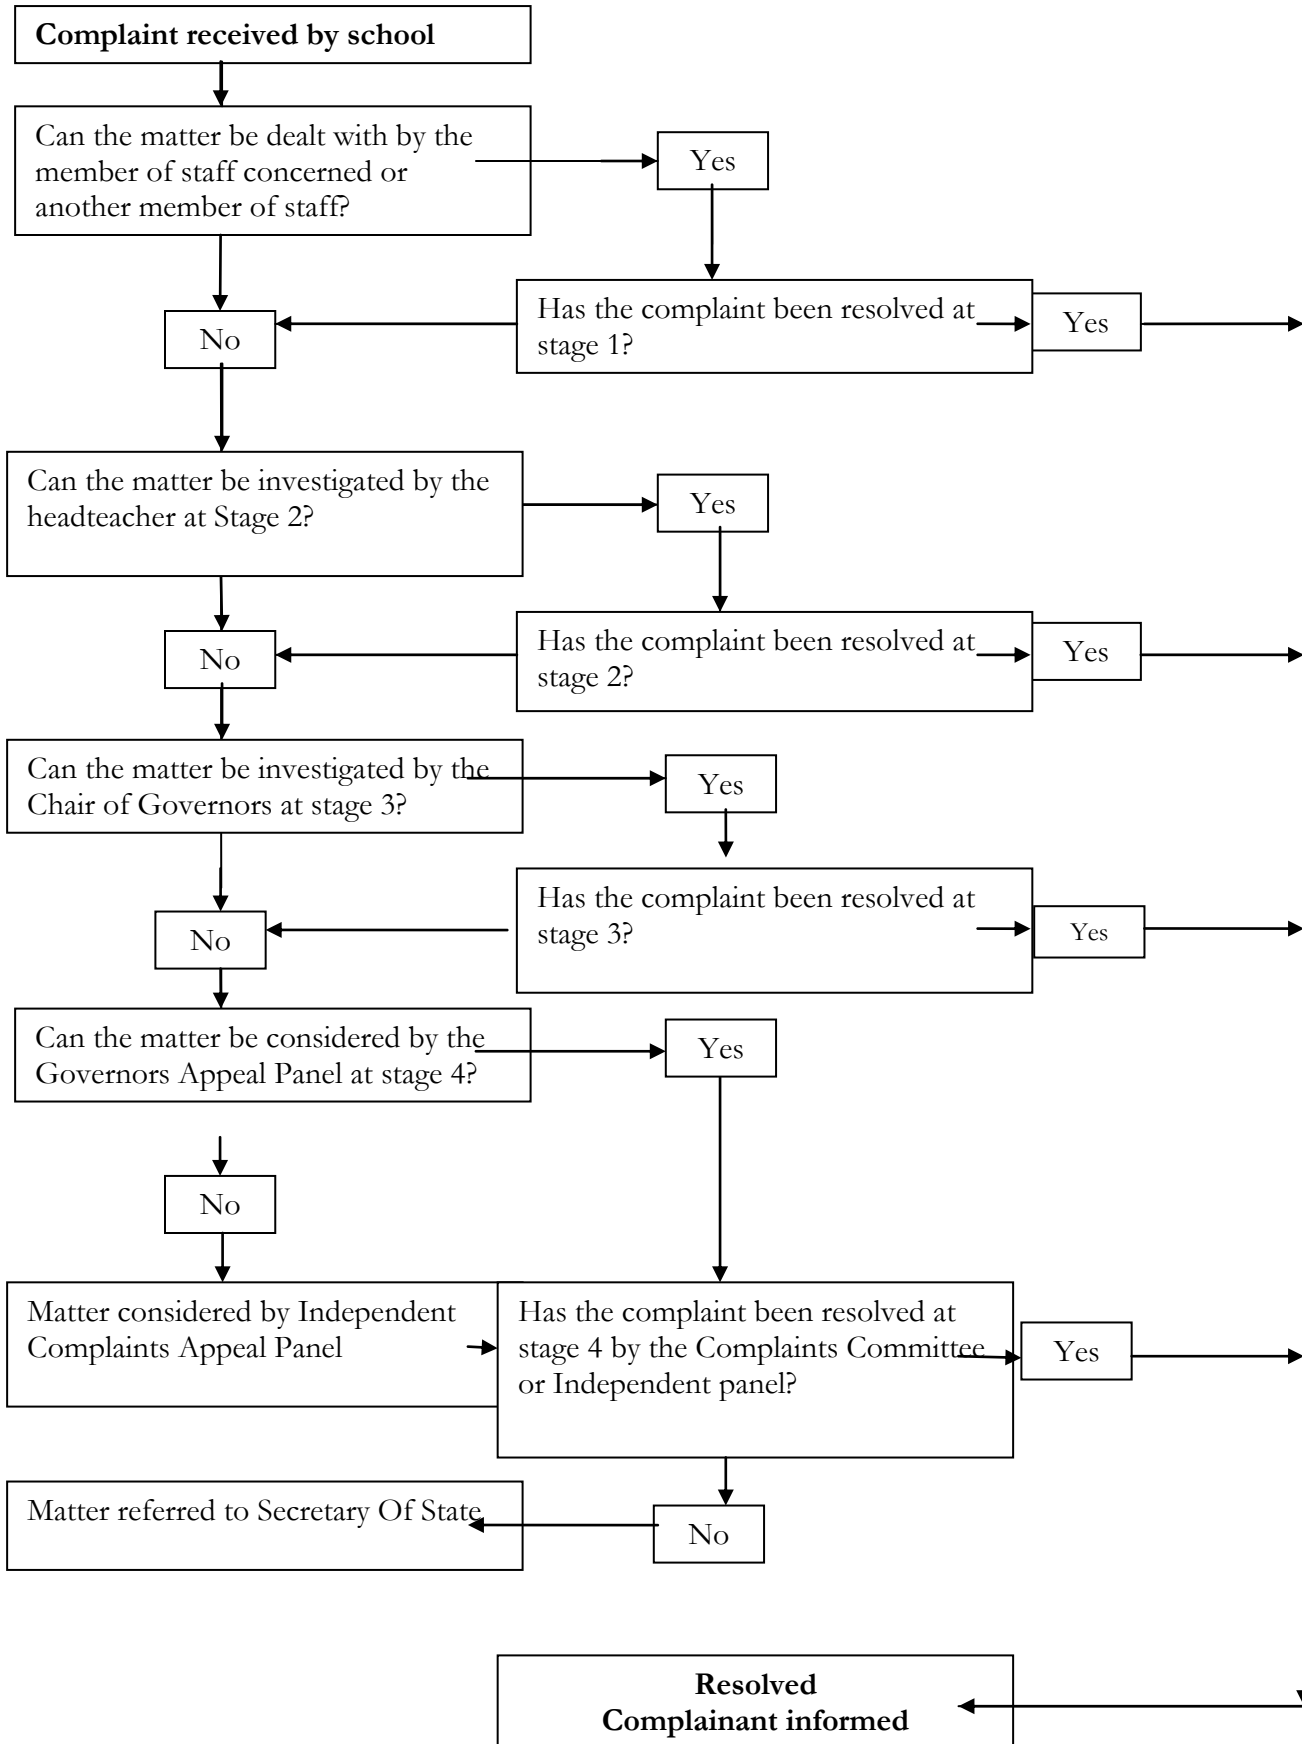 Complaint received by school
Can the matter be dealt with by the
member of staff concerned or
another member of staff?
Yes
Has the complaint been resolved at
stage 1?
Yes
No
Can the matter be investigated by the
headteacher at Stage 2?
Yes
Has the complaint been resolved at
stage 2?
Yes
No
Can the matter be investigated by the
Chair of Governors at stage 3?
Yes
Has the complaint been resolved at
stage 3?
Yes
No
Can the matter be considered by the
Governors Appeal Panel at stage 4?
Yes
No
Matter considered by Independent
Complaints Appeal Panel
Has the complaint been resolved at
stage 4 by the Complaints Committee
or Independent panel?
Yes
Matter referred to Secretary Of State
No
Resolved
Complainant informed